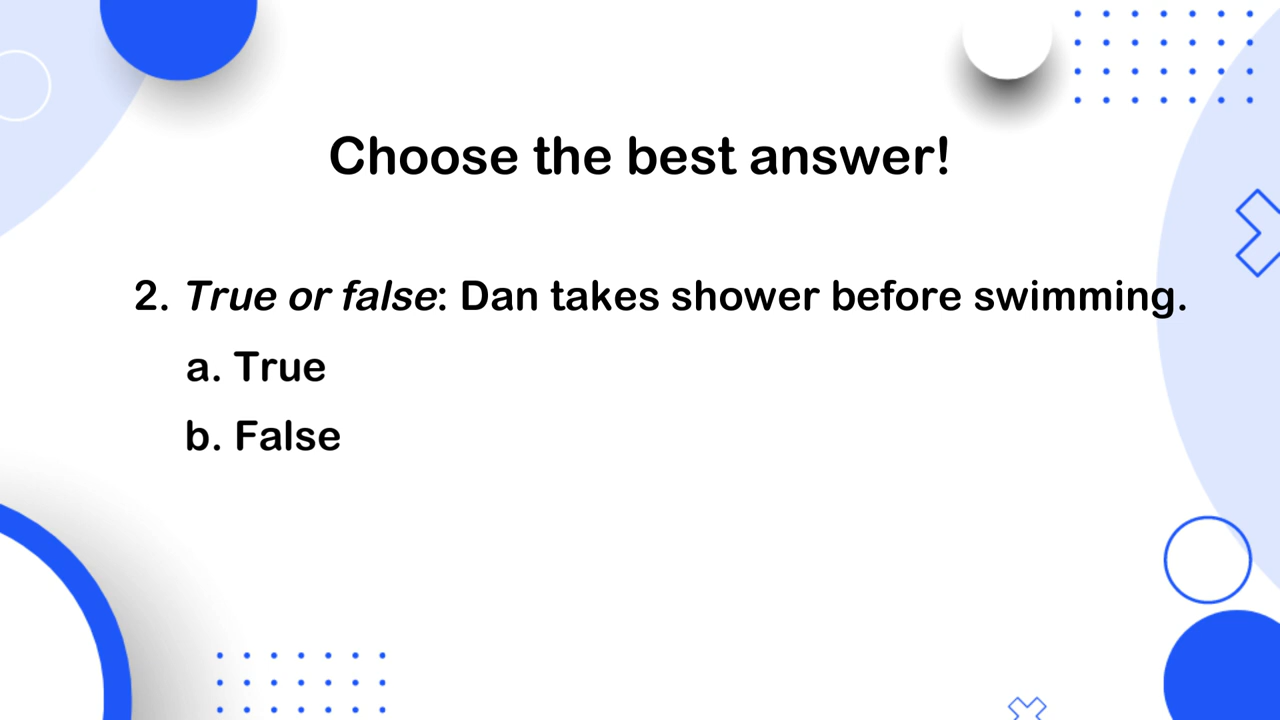 Choose the best answer!
2. True or false: Dan takes shower before swimming.
a. True
b. False